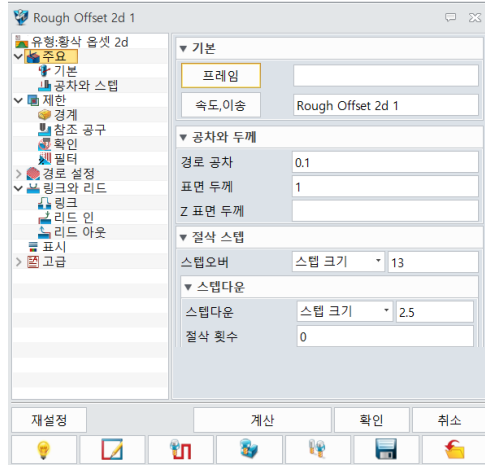 Rough Offset 2d 1
유형:황삭 옵셋 2d
주요
기본
공차와 스텝
제한
경계
참조 공구
확인
필터
경로 설정
링크와 리드
링크
리드 인
리드 아웃
표시
고급
기본
프레임
속도,이송 Rough Offset 2d 1
공차와 두께
경로 공차 0.1
표면 두께 1
Z 표면 두께
절삭 스텝
스텝오버 스텝 크기 13
스텝다운
스텝다운 스텝 크기 2.5
절삭 횟수 0
재설정 계산 확인 취소